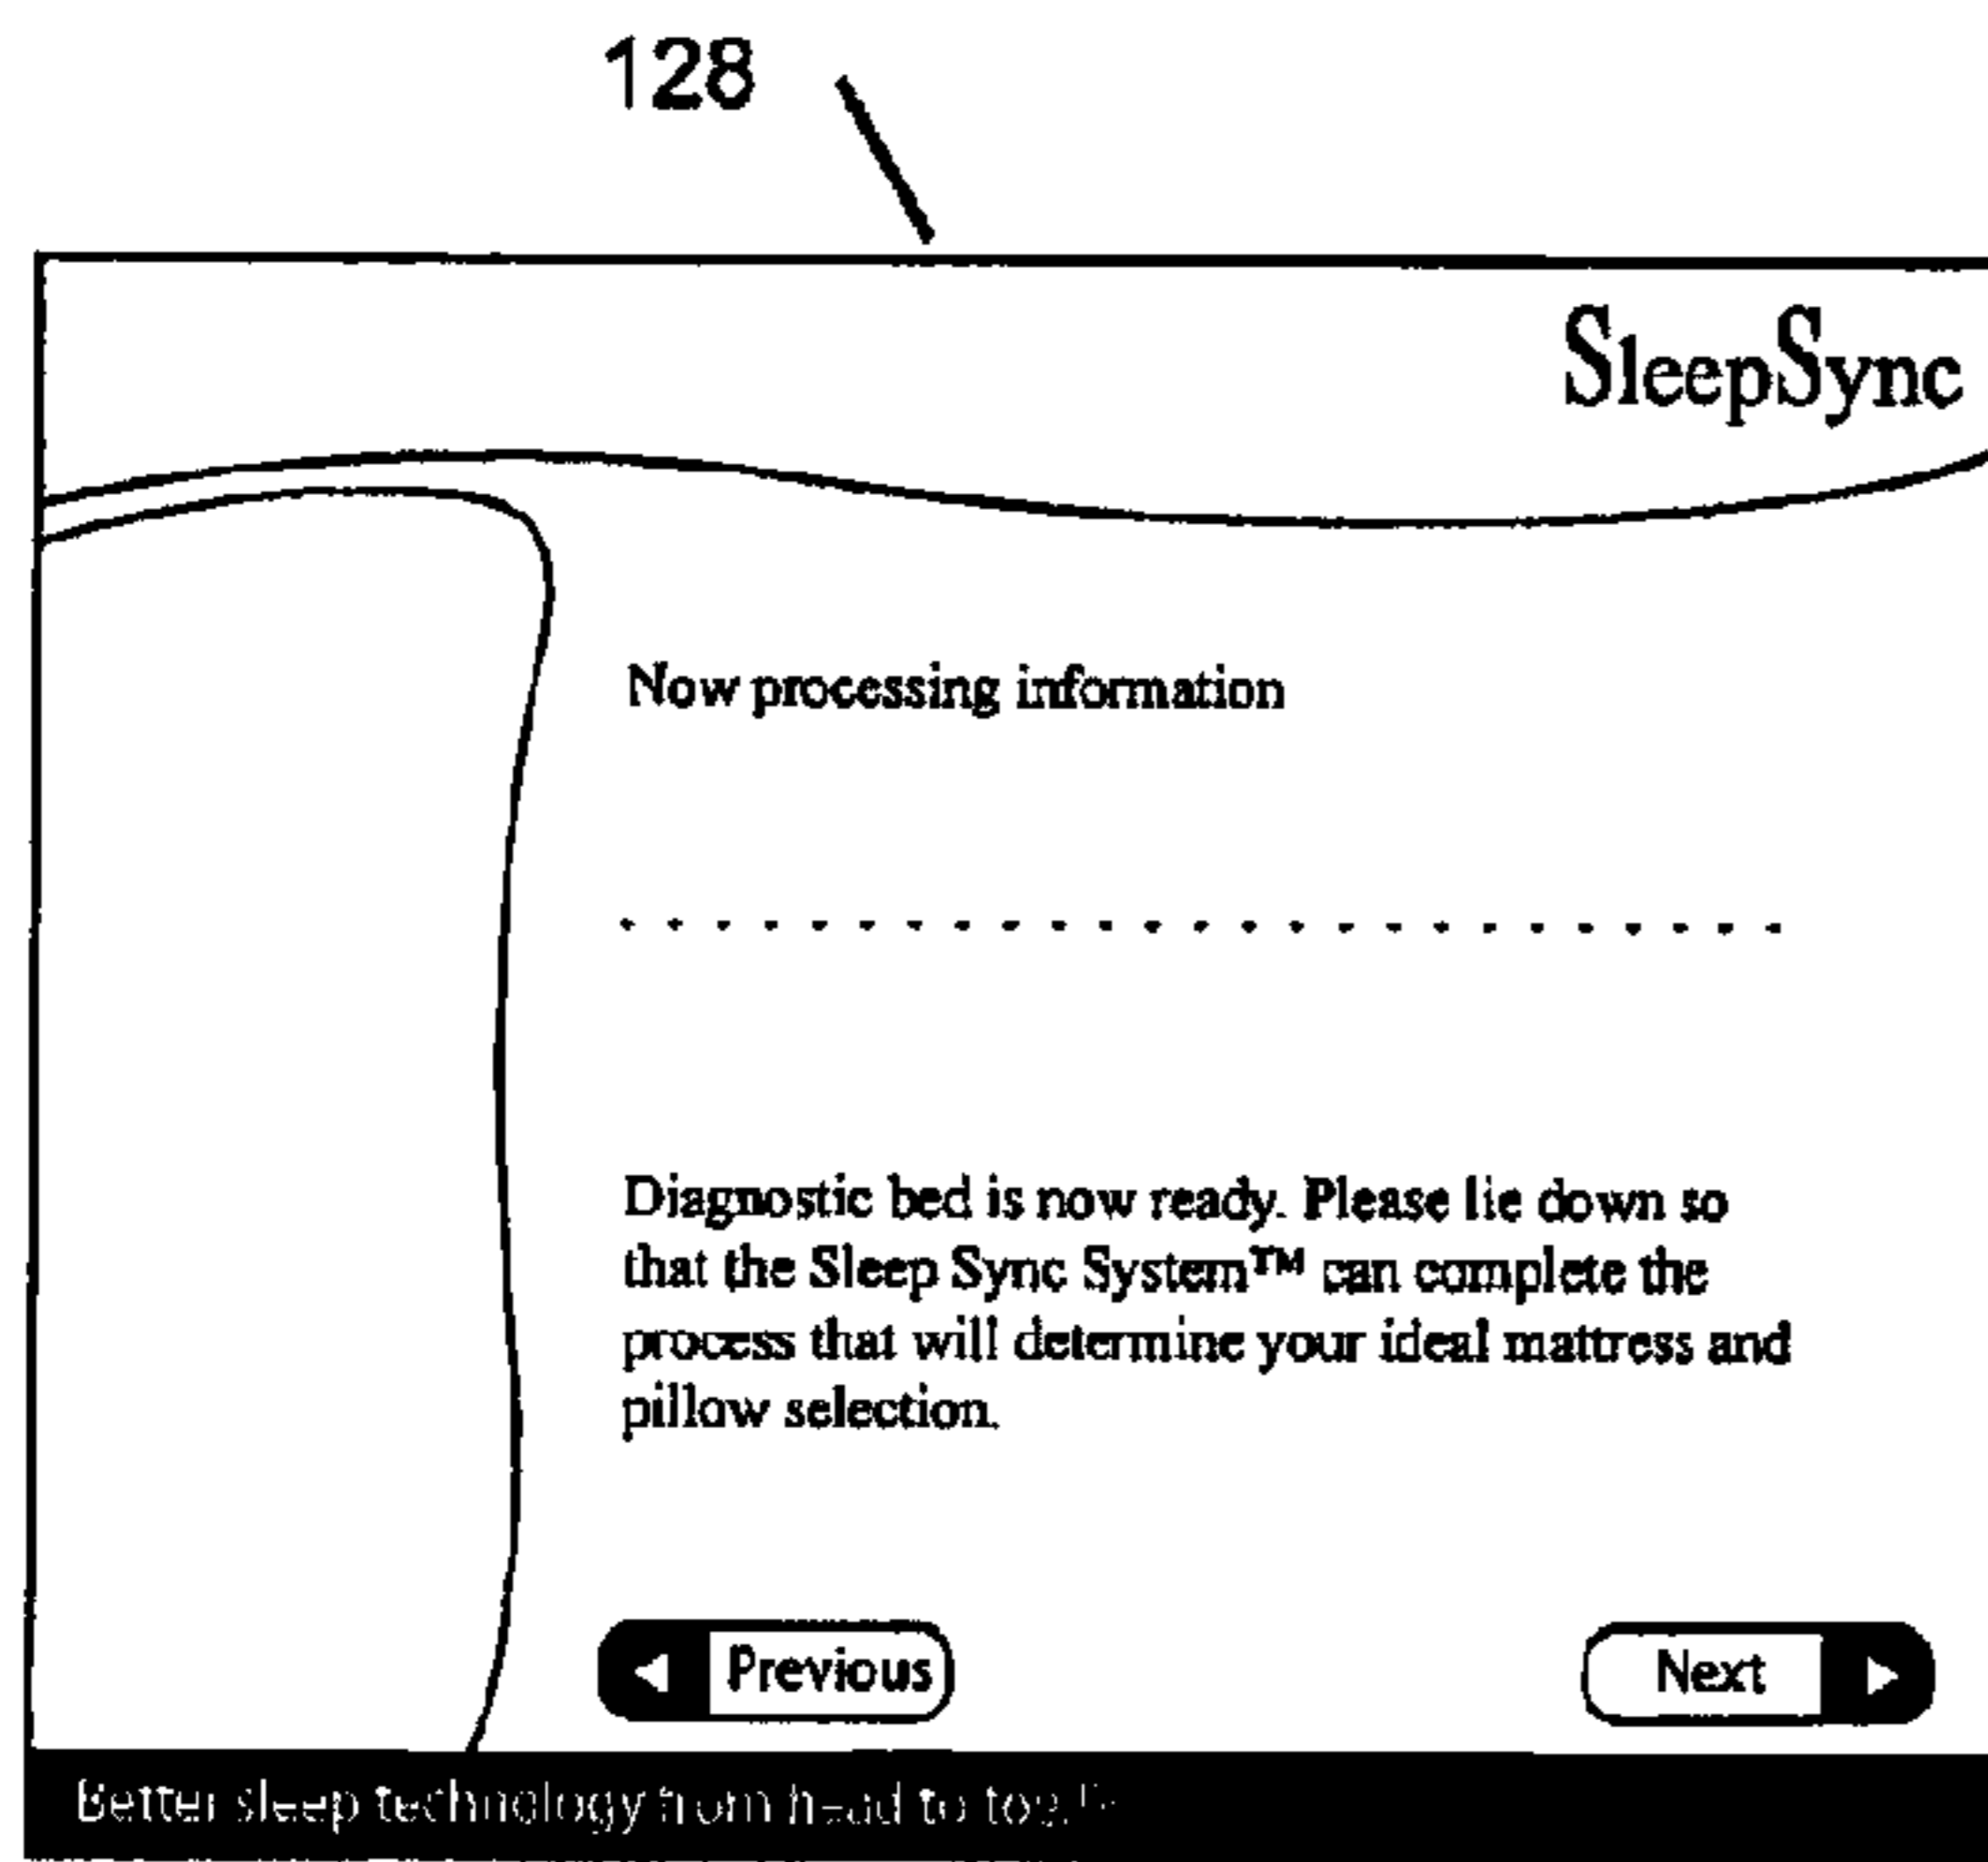 128
SleepSync
Now processing information
. . . . . . . . . . . . . . . . . . . . . . . . .
Diagnostic bed is now ready. Please lie down so
that the Sleep Sync System™ can complete the
process that will determine your ideal mattress and
pillow selection.
Previous
Next
Better sleep technology from head to toe.